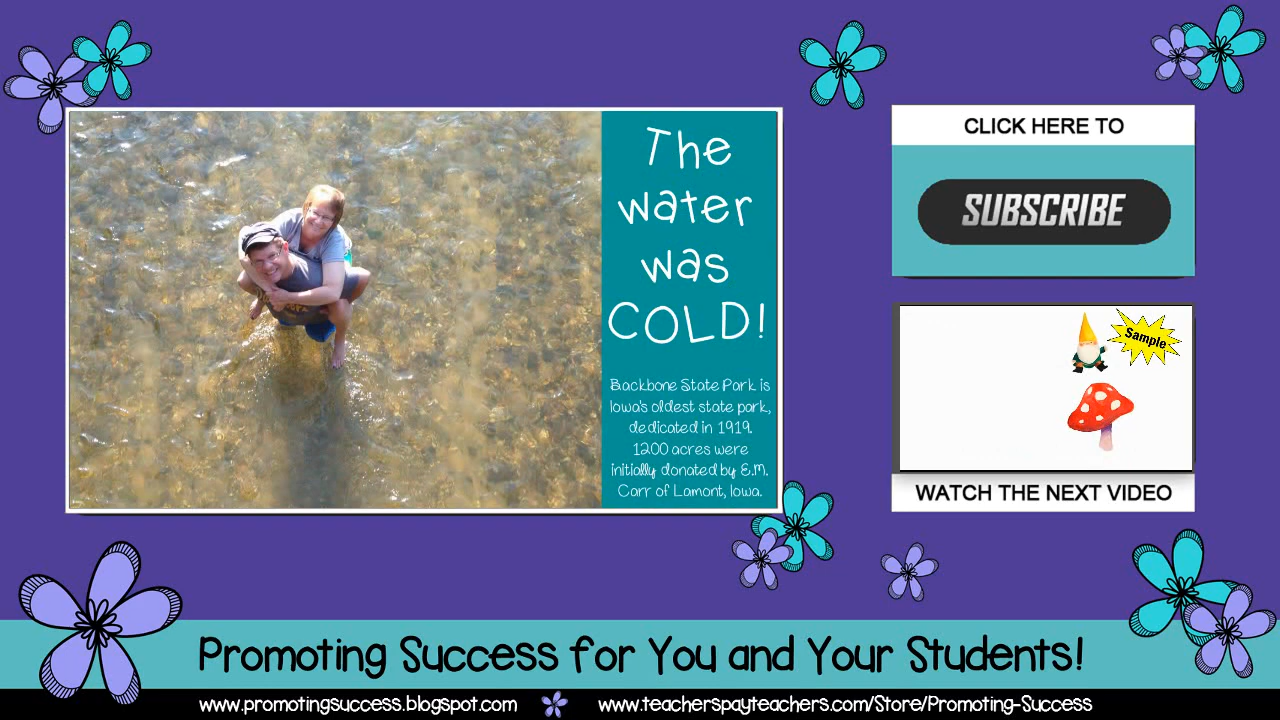 The
water
was
COLD!
Backbone State Park is
Iowa's oldest state park,
dedicated in 1919.
1200 acres were
initially donated by E.M.
Carr of Lamont, Iowa.
CLICK HERE TO
SUBSCRIBE
Sample
WATCH THE NEXT VIDEO
Promoting Success for You and Your Students!
www.promotingsuccess.blogspot.com
www.teacherspayteachers.com/Store/Promoting-Success